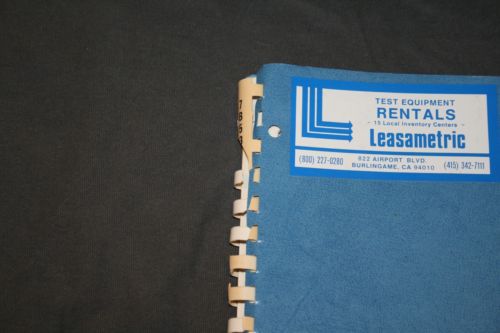 TEST EQUIPMENT
RENTALS
- 15 Local Inventory Centers -
Leasametric
(800) 227-0280
822 AIRPORT BLVD.
BURLINGAME, CA 94010
(415) 342-7111